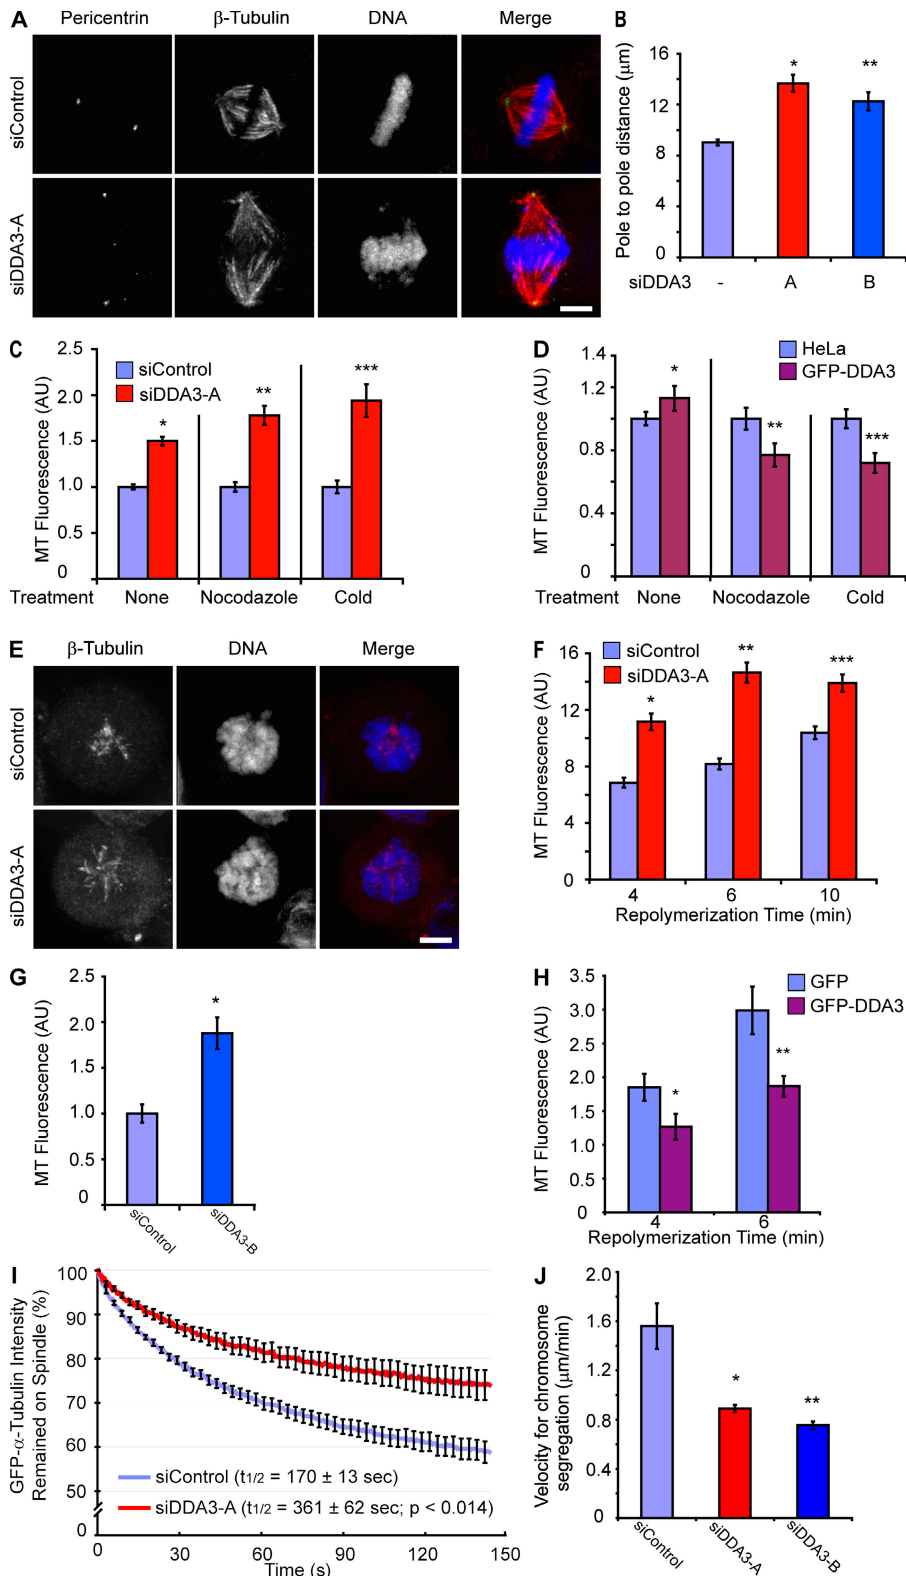 A
Pericentrin
β-Tubulin
DNA
Merge
siControl
siDDA3-A
B
Pole to pole distance (μm)
16
12
8
4
0
*
**
siDDA3
-
A
B
C
MT Fluorescence (AU)
2.5
2.0
1.5
1.0
0.5
0
siControl
siDDA3-A
*
**
***
Treatment
None
Nocodazole
Cold
D
MT Fluorescence (AU)
1.4
1.2
0.8
0.4
0
HeLa
GFP-DDA3
*
**
***
Treatment
None
Nocodazole
Cold
E
β-Tubulin
DNA
Merge
siControl
siDDA3-A
F
MT Fluorescence (AU)
16
12
8
4
0
siControl
siDDA3-A
*
**
***
4
6
10
Repolymerization Time (min)
G
MT Fluorescence (AU)
2.5
2.0
1.5
1.0
0.5
0
*
siControl
siDDA3-B
H
MT Fluorescence (AU)
3.5
3.0
2.5
2.0
1.5
1.0
0.5
0
GFP
GFP-DDA3
*
**
4
6
Repolymerization Time (min)
I
GFP-α-Tubulin Intensity
Remained on Spindle (%)
100
90
80
70
60
50
0
siControl (t1/2 = 170 ± 13 sec)
siDDA3-A (t1/2 = 361 ± 62 sec; p < 0.014)
0
30
60
90
120
150
Time (s)
J
Velocity for chromosome
segregation (μm/min)
2.0
1.6
1.2
0.8
0.4
0
*
**
siControl
siDDA3-A
siDDA3-B